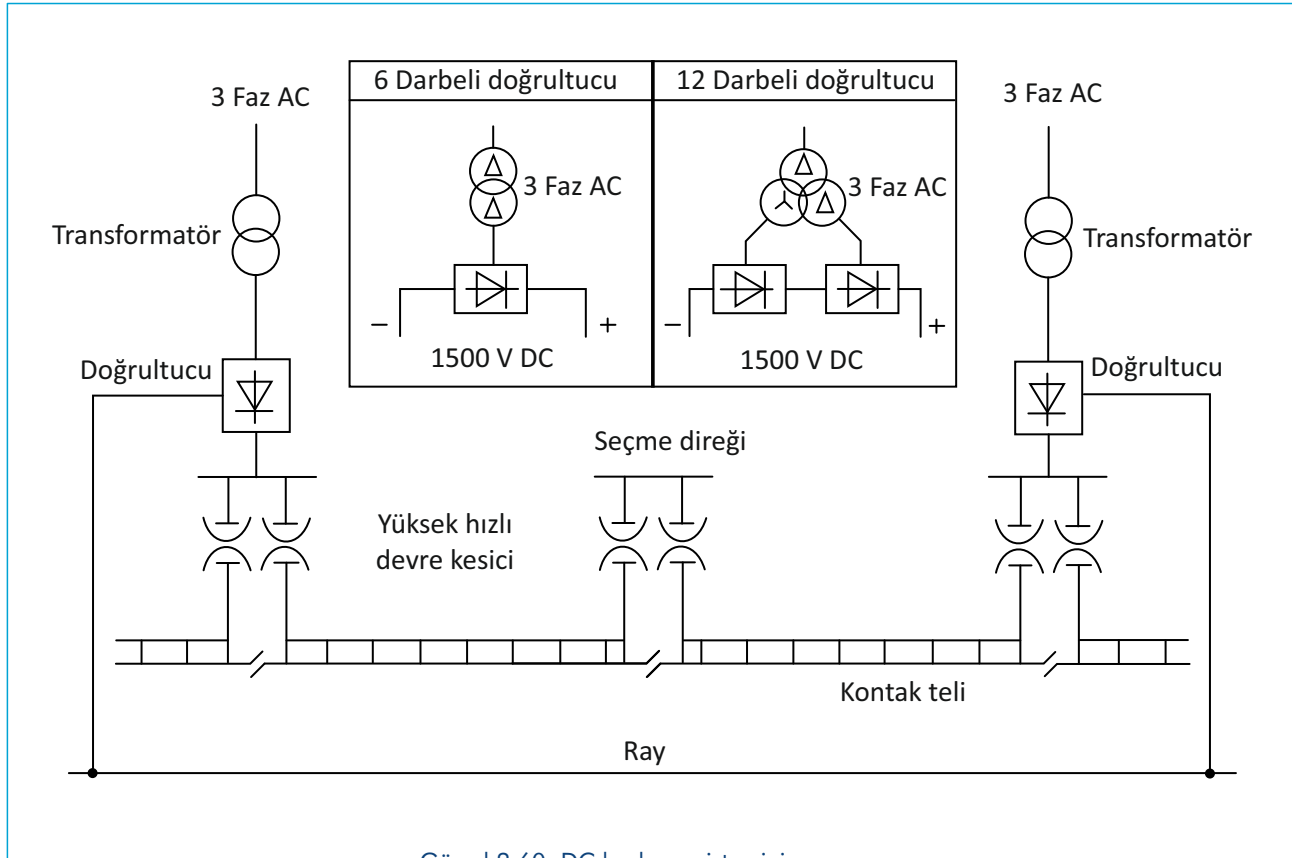 6 Darbeli doğrultucu
12 Darbeli doğrultucu
3 Faz AC
3 Faz AC
3 Faz AC
3 Faz AC
Transformatör
Transformatör
– +
– +
1500 V DC
1500 V DC
Doğrultucu
Doğrultucu
Seçme direği
Yüksek hızlı
devre kesici
Kontak teli
Ray